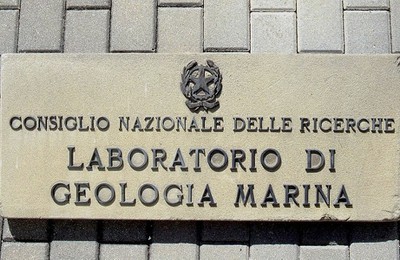 CONSIGLIO NAZIONALE DELLE RICERCHE
LABORATORIO DI
GEOLOGIA MARINA